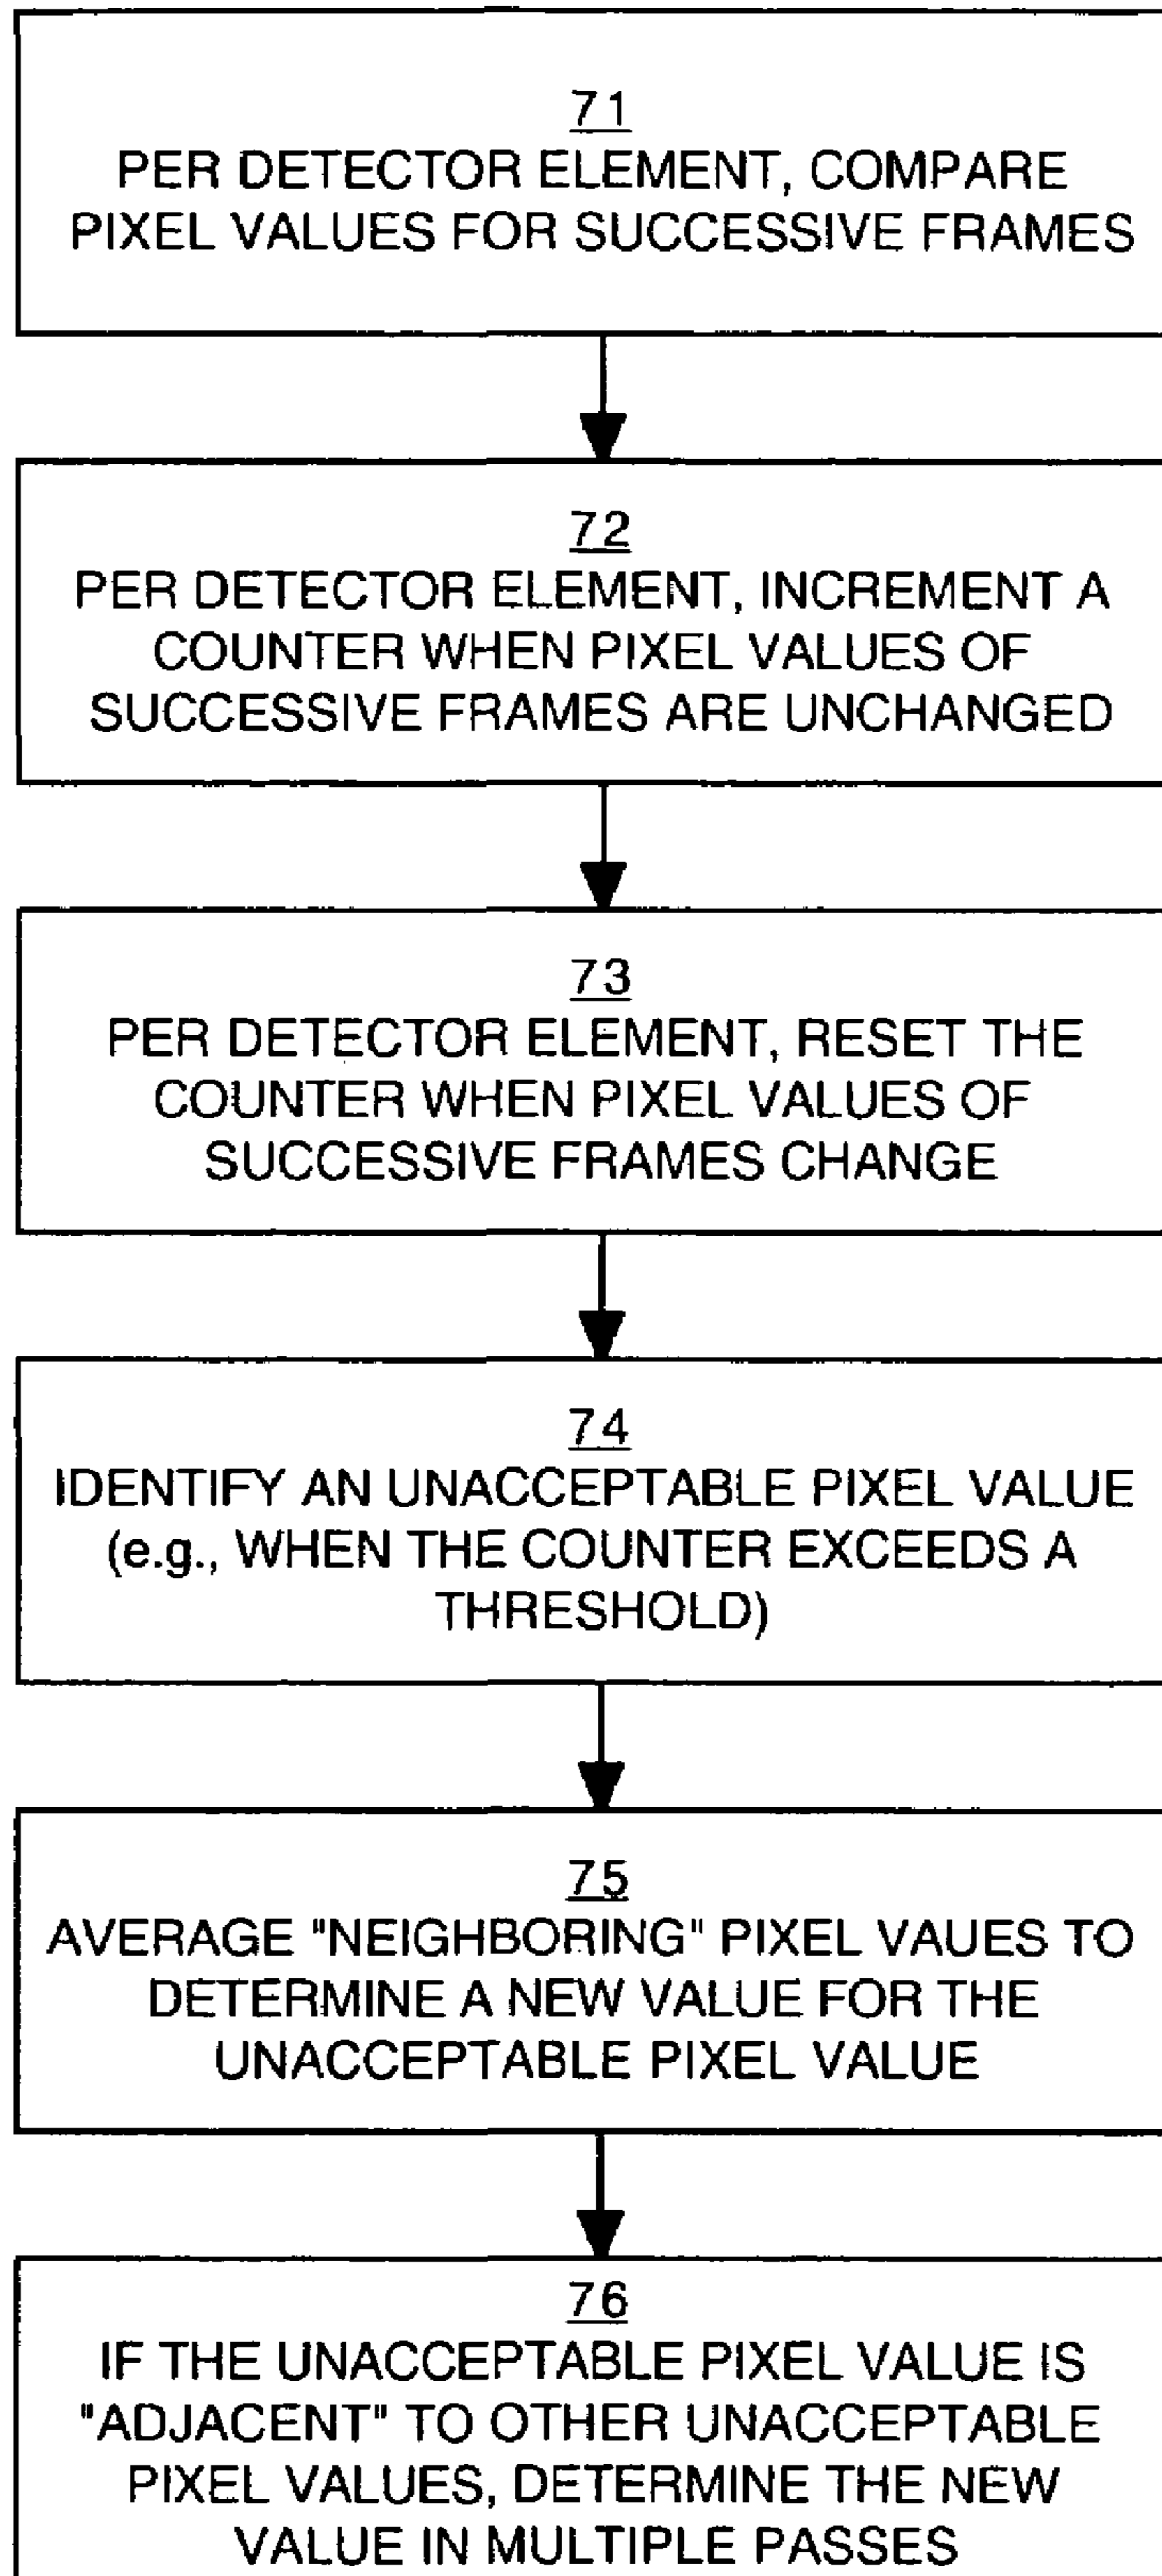 71
PER DETECTOR ELEMENT, COMPARE
PIXEL VALUES FOR SUCCESSIVE FRAMES
72
PER DETECTOR ELEMENT, INCREMENT A
COUNTER WHEN PIXEL VALUES OF
SUCCESSIVE FRAMES ARE UNCHANGED
73
PER DETECTOR ELEMENT, RESET THE
COUNTER WHEN PIXEL VALUES OF
SUCCESSIVE FRAMES CHANGE
74
IDENTIFY AN UNACCEPTABLE PIXEL VALUE
(e.g., WHEN THE COUNTER EXCEEDS A
THRESHOLD)
75
AVERAGE "NEIGHBORING" PIXEL VAUES TO
DETERMINE A NEW VALUE FOR THE
UNACCEPTABLE PIXEL VALUE
76
IF THE UNACCEPTABLE PIXEL VALUE IS
"ADJACENT" TO OTHER UNACCEPTABLE
PIXEL VALUES, DETERMINE THE NEW
VALUE IN MULTIPLE PASSES